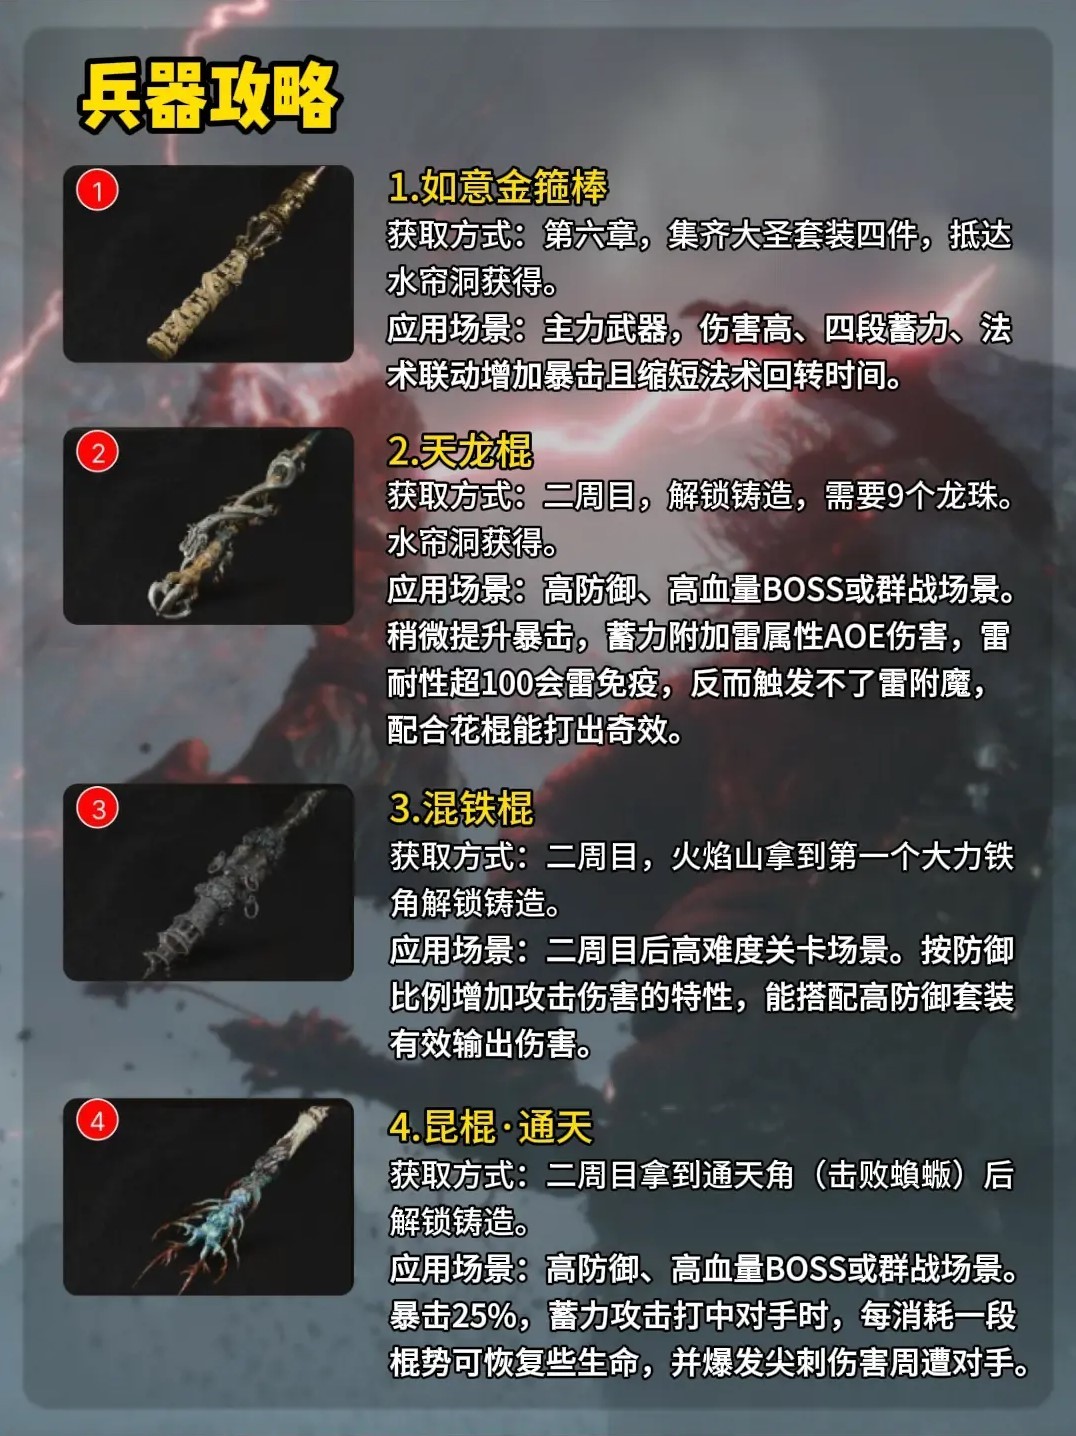 兵器攻略
1
1.如意金箍棒
获取方式：第六章，集齐大圣套装四件，抵达
水帘洞获得。
应用场景：主力武器，伤害高、四段蓄力、法
术联动增加暴击且缩短法术回转时间。
2
2.天龙棍
获取方式：二周目，解锁铸造，需要9个龙珠。
水帘洞获得。
应用场景：高防御、高血量BOSS或群战场景。
稍微提升暴击，蓄力附加雷属性AOE伤害，雷
耐性超100会雷免疫，反而触发不了雷附魔，
配合花棍能打出奇效。
3
3.混铁棍
获取方式：二周目，火焰山拿到第一个大力铁
角解锁铸造。
应用场景：二周目后高难度关卡场景。按防御
比例增加攻击伤害的特性，能搭配高防御套装
有效输出伤害。
4
4.昆棍·通天
获取方式：二周目拿到通天角（击败蝜蝂）后
解锁铸造。
应用场景：高防御、高血量BOSS或群战场景。
暴击25%，蓄力攻击打中对手时，每消耗一段
棍势可恢复些生命，并爆发尖刺伤害周遭对手。